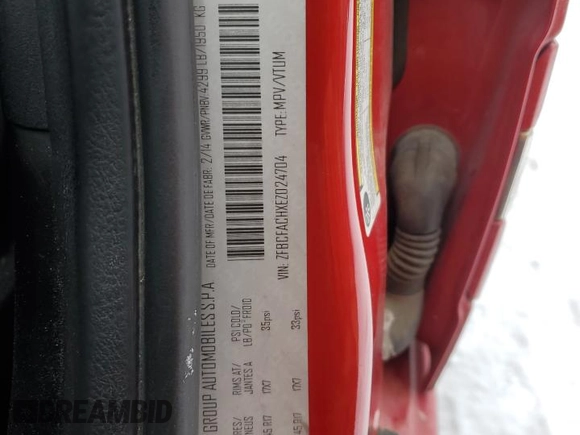 GROUP AUTOMOBILES S.P.A
DATE OF MFR/DATE DE FABR: 2/14 GVWR/PNBV 4299 LB/1950 KG
RIMS AT/ PSI COLD/
JANTES A LB/PO² FROID
17X7 35psi
VIN: ZFBCFACHXEZ024704 TYPE: MPV/VTUM
17X7 33psi
DREAMBID